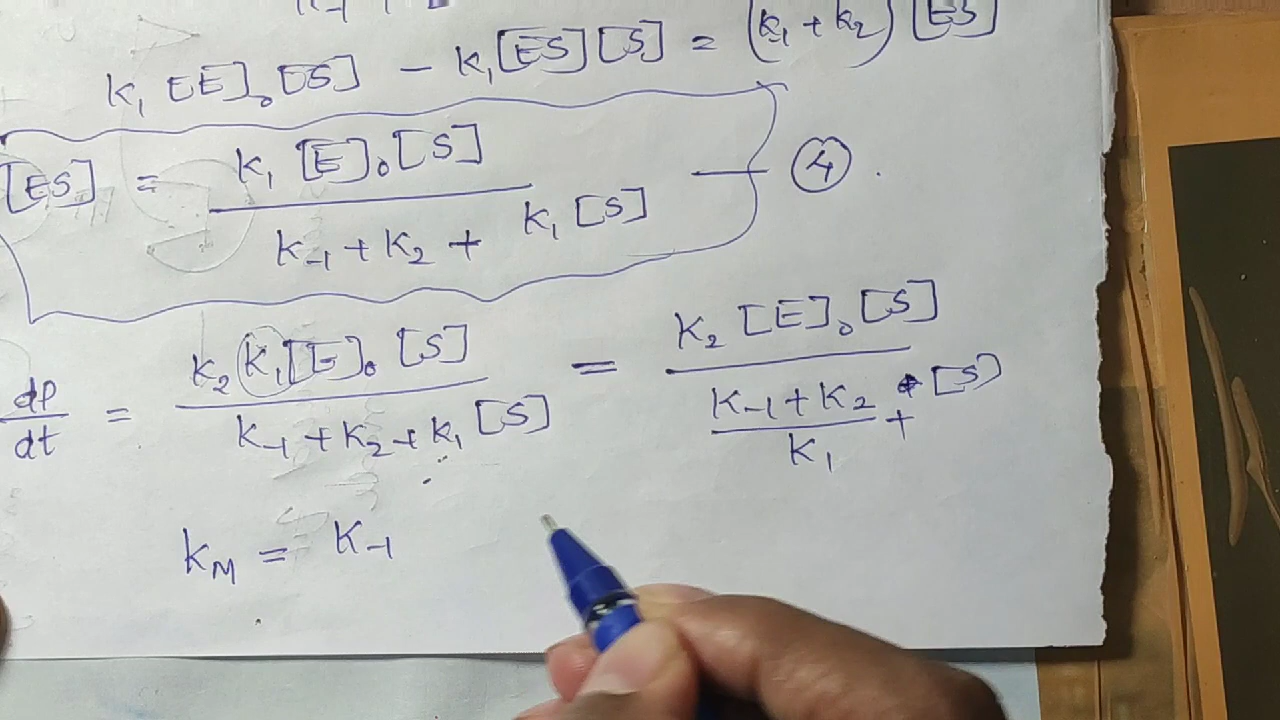 k₁ [E]₀ [S] − k₁ [ES] [S] = (k₋₁ + k₂) [ES]
[ES] = k₁ [E]₀ [S] / k₋₁ + k₂ + k₁ [S] — ④ .
dP/dt = k₂ k₁ [E]₀ [S] / k₋₁ + k₂ + k₁ [S] = k₂ [E]₀ [S] / (k₋₁ + k₂ / k₁) + [S]
k_M = k₋₁